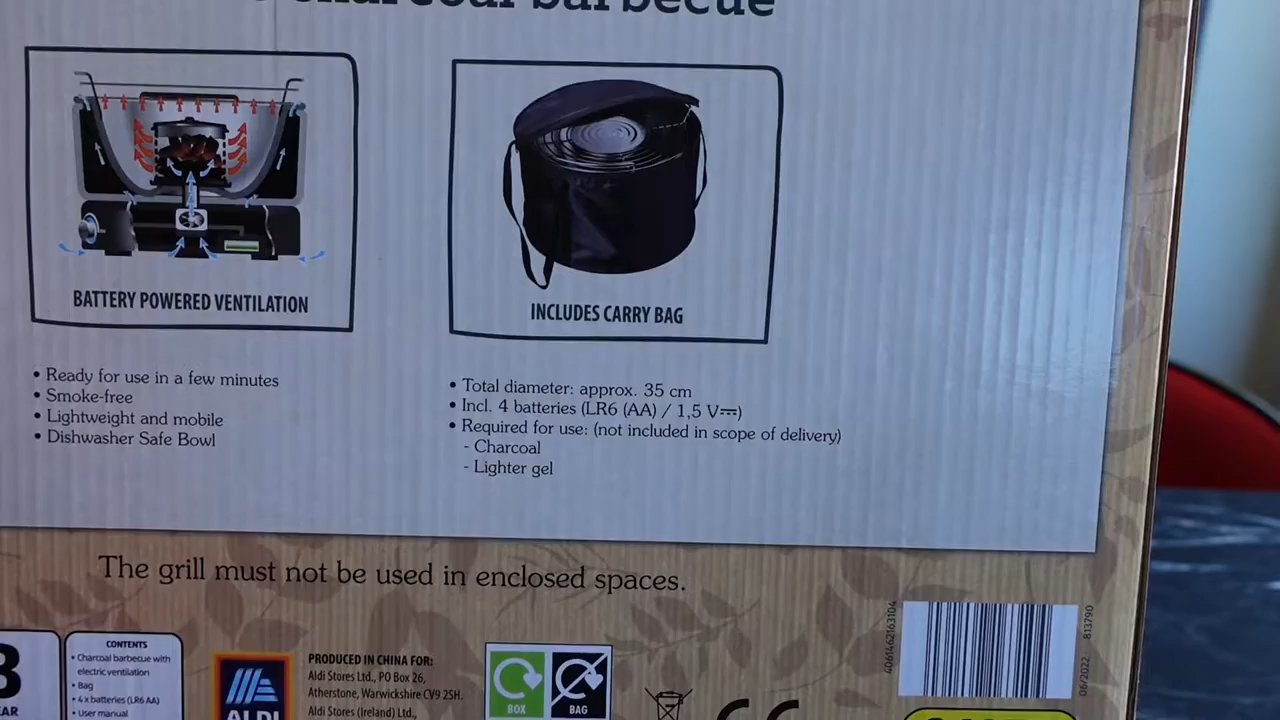 charcoal barbecue
BATTERY POWERED VENTILATION
INCLUDES CARRY BAG
• Ready for use in a few minutes
• Smoke-free
• Lightweight and mobile
• Dishwasher Safe Bowl
• Total diameter: approx. 35 cm
• Incl. 4 batteries (LR6 (AA) / 1,5 V⎓)
• Required for use: (not included in scope of delivery)
- Charcoal
- Lighter gel
The grill must not be used in enclosed spaces.
3
EAR
CONTENTS
• Charcoal barbecue with
electric ventilation
• Bag
• 4 x batteries (LR6 AA)
• User manual
ALDI
PRODUCED IN CHINA FOR:
Aldi Stores Ltd., PO Box 26,
Atherstone, Warwickshire CV9 2SH.
Aldi Stores (Ireland) Ltd.,
BOX
BAG
CE
4061462163104
06/2022 813790